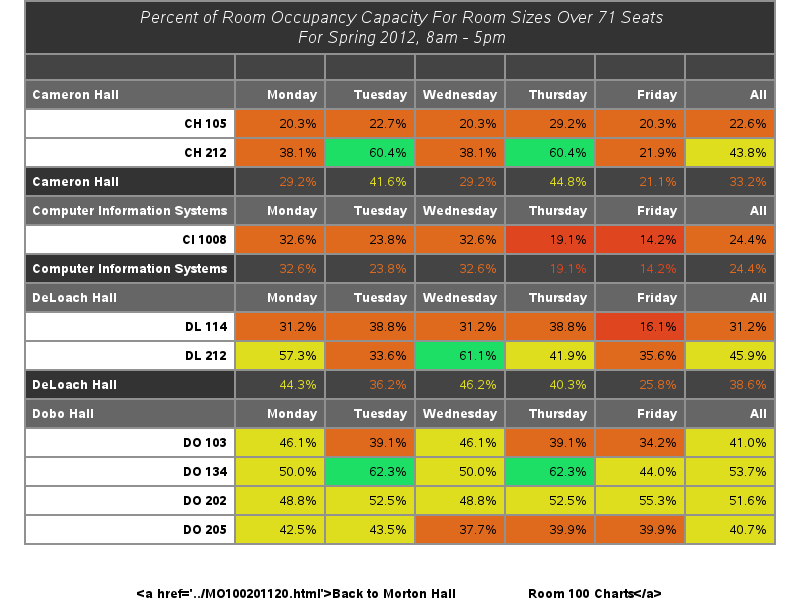 Percent of Room Occupancy Capacity For Room Sizes Over 71 Seats
For Spring 2012, 8am - 5pm
Cameron Hall Monday Tuesday Wednesday Thursday Friday All
CH 105 20.3% 22.7% 20.3% 29.2% 20.3% 22.6%
CH 212 38.1% 60.4% 38.1% 60.4% 21.9% 43.8%
Cameron Hall 29.2% 41.6% 29.2% 44.8% 21.1% 33.2%
Computer Information Systems Monday Tuesday Wednesday Thursday Friday All
CI 1008 32.6% 23.8% 32.6% 19.1% 14.2% 24.4%
Computer Information Systems 32.6% 23.8% 32.6% 19.1% 14.2% 24.4%
DeLoach Hall Monday Tuesday Wednesday Thursday Friday All
DL 114 31.2% 38.8% 31.2% 38.8% 16.1% 31.2%
DL 212 57.3% 33.6% 61.1% 41.9% 35.6% 45.9%
DeLoach Hall 44.3% 36.2% 46.2% 40.3% 25.8% 38.6%
Dobo Hall Monday Tuesday Wednesday Thursday Friday All
DO 103 46.1% 39.1% 46.1% 39.1% 34.2% 41.0%
DO 134 50.0% 62.3% 50.0% 62.3% 44.0% 53.7%
DO 202 48.8% 52.5% 48.8% 52.5% 55.3% 51.6%
DO 205 42.5% 43.5% 37.7% 39.9% 39.9% 40.7%
<a href='../MO100201120.html'>Back to Morton Hall Room 100 Charts</a>